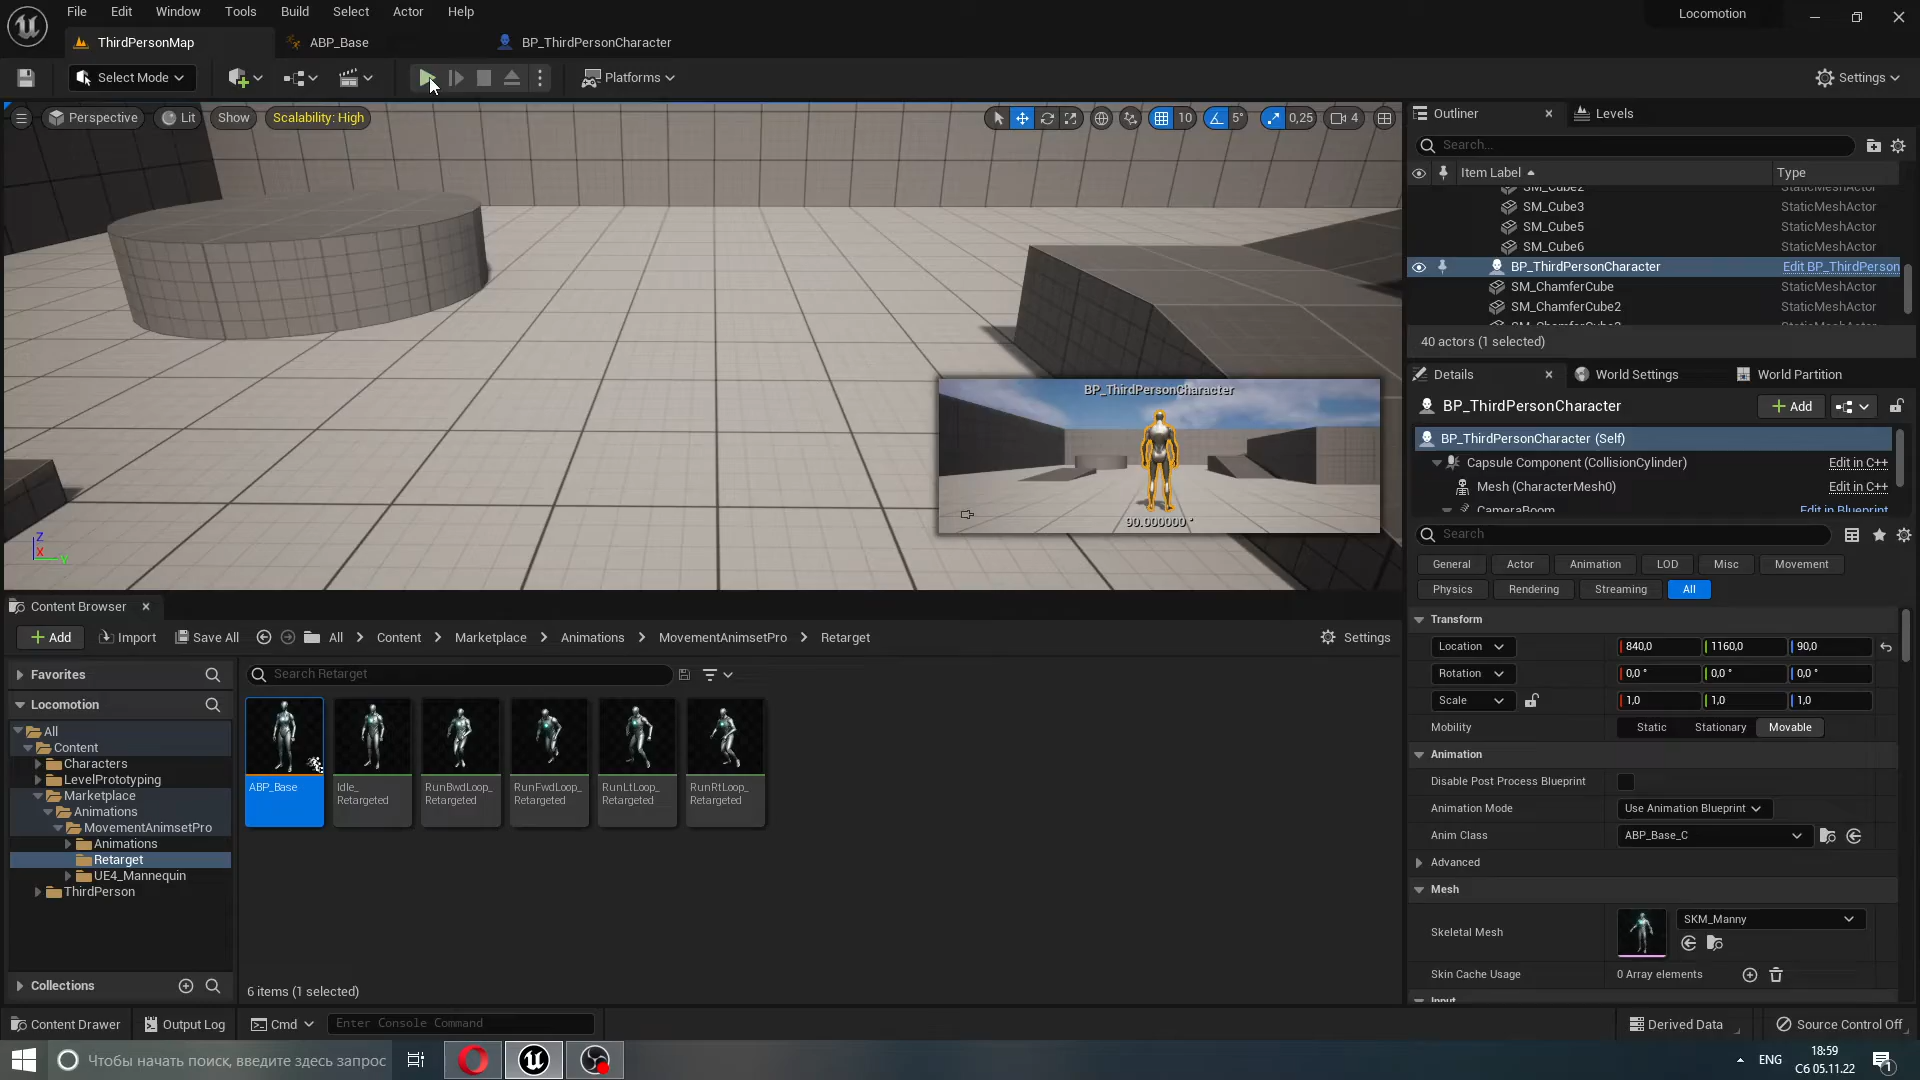 File Edit Window Tools Build Select Actor Help
Locomotion
ThirdPersonMap
ABP_Base
BP_ThirdPersonCharacter
Select Mode
Platforms
Settings
Perspective
Lit
Show
Scalability: High
10
5°
0,25
4
BP_ThirdPersonCharacter
90.000000 °
Z
X
Y
Outliner
Levels
Search...
Item Label
Type
SM_Cube2 StaticMeshActor
SM_Cube3 StaticMeshActor
SM_Cube5 StaticMeshActor
SM_Cube6 StaticMeshActor
BP_ThirdPersonCharacter Edit BP_ThirdPerson
SM_ChamferCube StaticMeshActor
SM_ChamferCube2 StaticMeshActor
40 actors (1 selected)
Details
World Settings
World Partition
BP_ThirdPersonCharacter
Add
BP_ThirdPersonCharacter (Self)
Capsule Component (CollisionCylinder) Edit in C++
Mesh (CharacterMesh0) Edit in C++
CameraBoom Edit in Blueprint
Search
General Actor Animation LOD Misc Movement
Physics Rendering Streaming All
Transform
Location 840,0 1160,0 90,0
Rotation 0,0 ° 0,0 ° 0,0 °
Scale 1,0 1,0 1,0
Mobility Static Stationary Movable
Animation
Disable Post Process Blueprint
Animation Mode Use Animation Blueprint
Anim Class ABP_Base_C
Advanced
Mesh
Skeletal Mesh SKM_Manny
Skin Cache Usage 0 Array elements
Input
Content Browser
Add
Import
Save All
All
Content
Marketplace
Animations
MovementAnimsetPro
Retarget
Settings
Favorites
Locomotion
All
Content
Characters
LevelPrototyping
Marketplace
Animations
MovementAnimsetPro
Animations
Retarget
UE4_Mannequin
ThirdPerson
Collections
Search Retarget
ABP_Base
Idle_
Retargeted
RunBwdLoop_
Retargeted
RunFwdLoop_
Retargeted
RunLtLoop_
Retargeted
RunRtLoop_
Retargeted
6 items (1 selected)
Content Drawer
Output Log
Cmd
Enter Console Command
Derived Data
Source Control Off
Чтобы начать поиск, введите здесь запрос
ENG
18:59
Сб 05.11.22
1